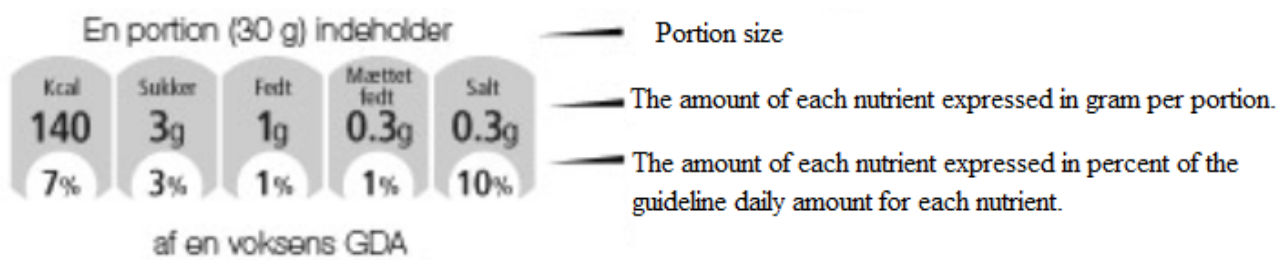 En portion (30 g) indeholder
Portion size
Kcal
140
7%
Sukker
3g
3%
Fedt
1g
1%
Mættet
fedt
0.3g
1%
Salt
0.3g
10%
The amount of each nutrient expressed in gram per portion.
The amount of each nutrient expressed in percent of the
guideline daily amount for each nutrient.
af en voksens GDA